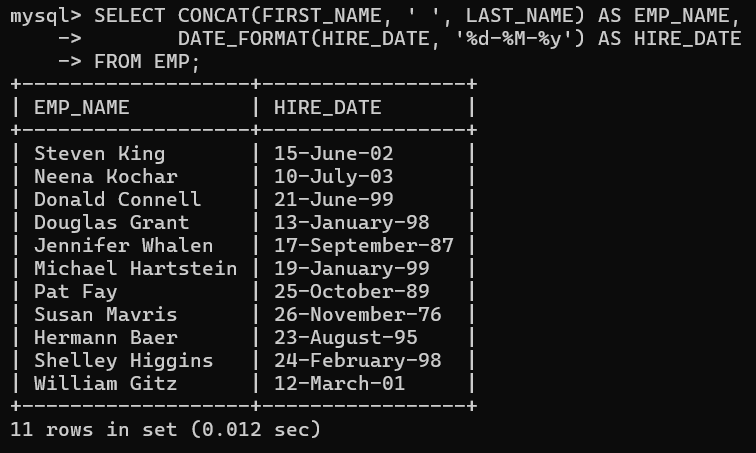 mysql> SELECT CONCAT(FIRST_NAME, ' ', LAST_NAME) AS EMP_NAME,
    ->        DATE_FORMAT(HIRE_DATE, '%d-%M-%y') AS HIRE_DATE
    -> FROM EMP;
+-------------------+-----------------+
| EMP_NAME          | HIRE_DATE       |
+-------------------+-----------------+
| Steven King       | 15-June-02      |
| Neena Kochar      | 10-July-03      |
| Donald Connell    | 21-June-99      |
| Douglas Grant     | 13-January-98   |
| Jennifer Whalen   | 17-September-87 |
| Michael Hartstein | 19-January-99   |
| Pat Fay           | 25-October-89   |
| Susan Mavris      | 26-November-76  |
| Hermann Baer      | 23-August-95    |
| Shelley Higgins   | 24-February-98  |
| William Gitz      | 12-March-01     |
+-------------------+-----------------+
11 rows in set (0.012 sec)